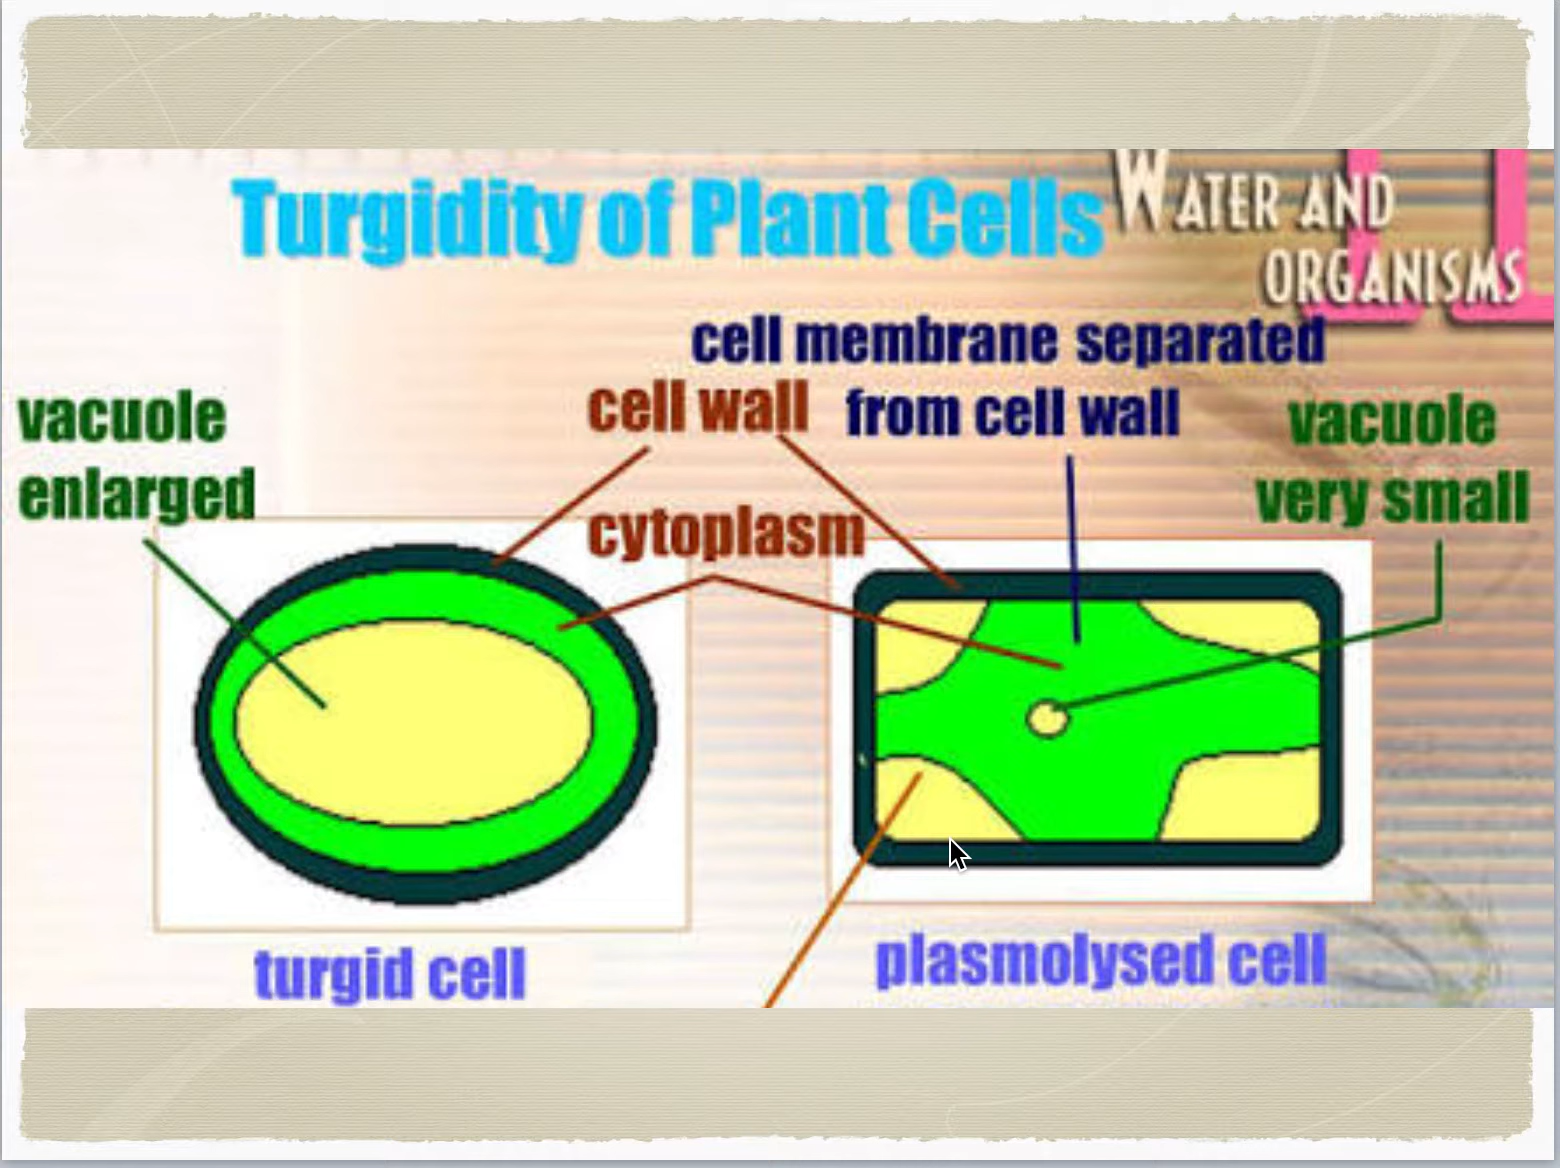 Turgidity of Plant Cells
WATER AND
ORGANISMS
cell membrane separated
from cell wall
cell wall
vacuole
enlarged
vacuole
very small
cytoplasm
turgid cell
plasmolysed cell